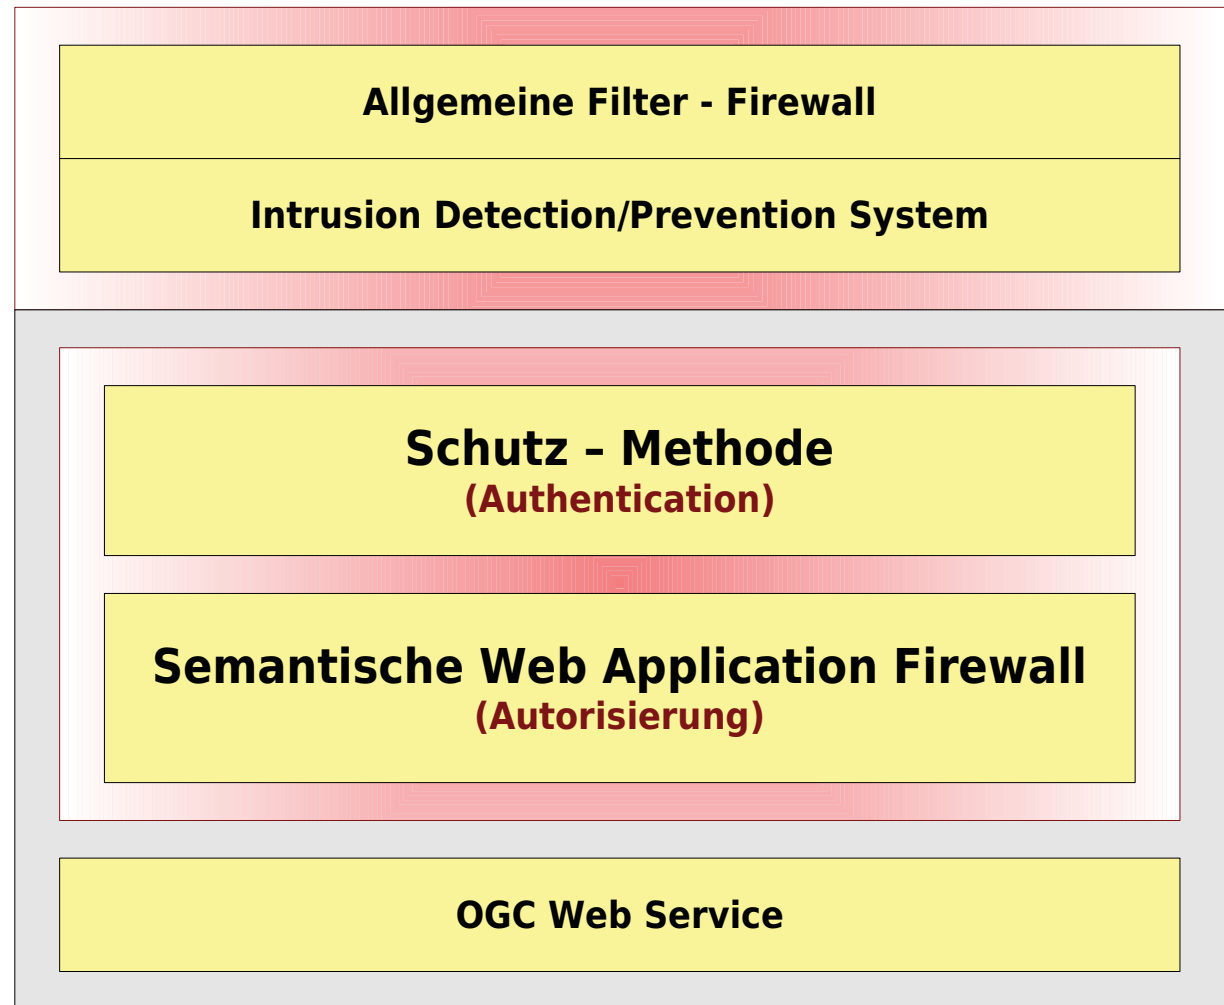 Allgemeine Filter - Firewall
Intrusion Detection/Prevention System
Schutz – Methode
(Authentication)
Semantische Web Application Firewall
(Autorisierung)
OGC Web Service